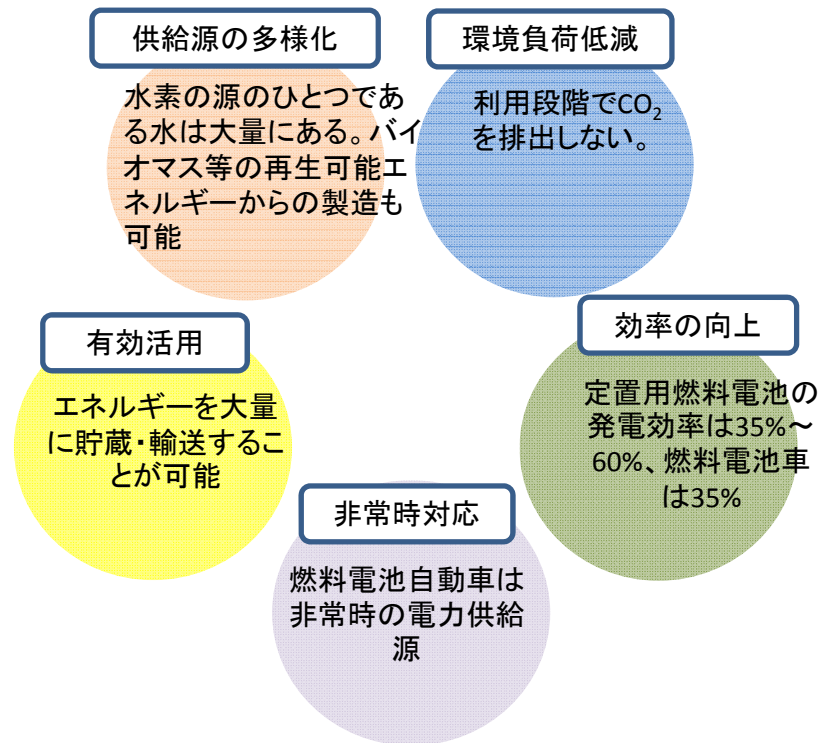 供給源の多様化
水素の源のひとつであ
る水は大量にある。バイ
オマス等の再生可能エ
ネルギーからの製造も
可能
環境負荷低減
利用段階でCO₂
を排出しない。
有効活用
エネルギーを大量
に貯蔵・輸送するこ
とが可能
効率の向上
定置用燃料電池の
発電効率は35%～
60%、燃料電池車
は35%
非常時対応
燃料電池自動車は
非常時の電力供給
源